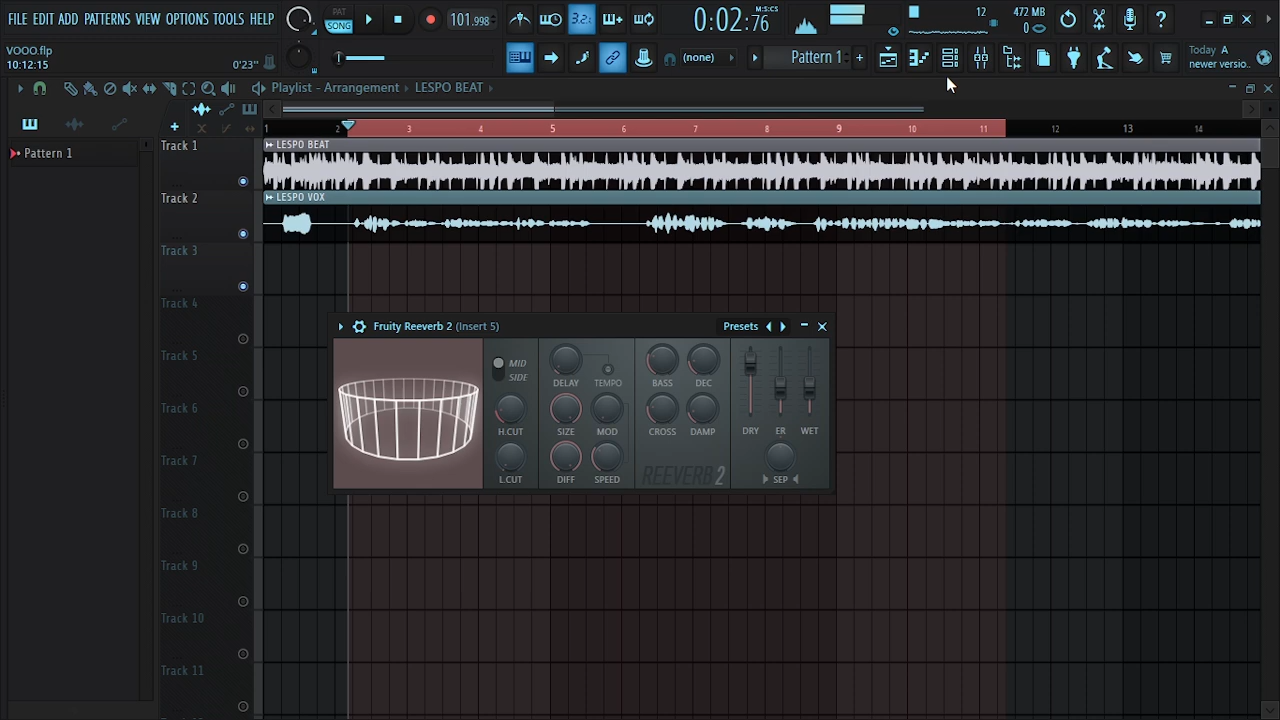 FILE EDIT ADD PATTERNS VIEW OPTIONS TOOLS HELP
PAT
SONG
101.998
3.2:
0:02:76
M:S:CS
12
472 MB
0
VOOO.flp
10:12:15
0'23"
(none)
Pattern 1
Today A
newer versio..
Playlist - Arrangement
LESPO BEAT
1 2 3 4 5 6 7 8 9 10 11 12 13 14
Pattern 1
Track 1
LESPO BEAT
Track 2
LESPO VOX
Track 3
Track 4
Track 5
Track 6
Track 7
Track 8
Track 9
Track 10
Track 11
Fruity Reeverb 2 (Insert 5)
Presets
MID
SIDE
H.CUT
L.CUT
DELAY
TEMPO
SIZE
MOD
DIFF
SPEED
BASS
DEC
CROSS
DAMP
REEVERB 2
DRY
ER
WET
SEP